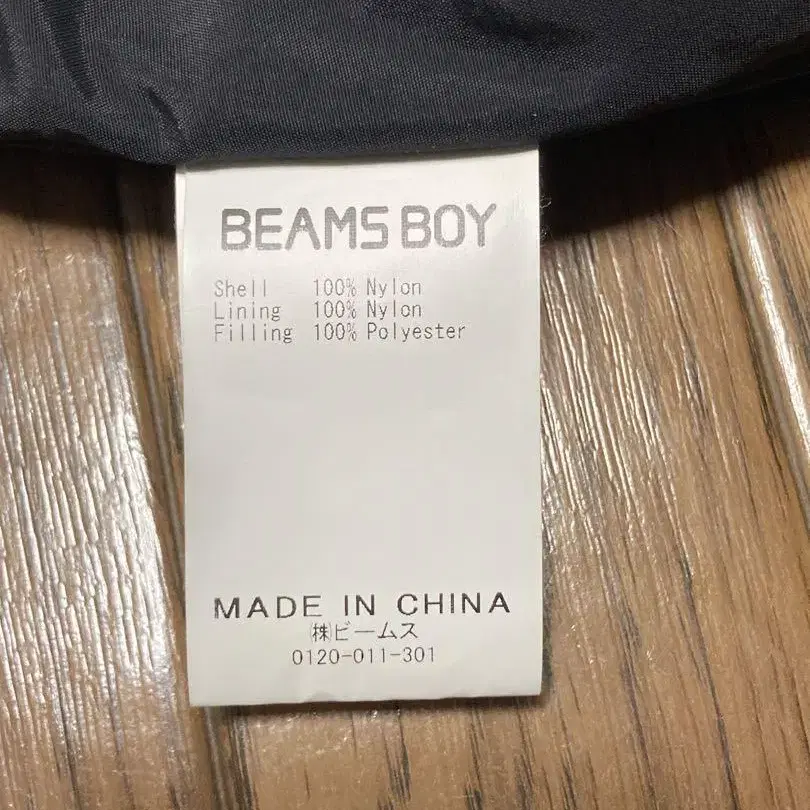 BEAMS BOY
Shell 100% Nylon
Lining 100% Nylon
Filling 100% Polyester
MADE IN CHINA
㈱ビームス
0120-011-301